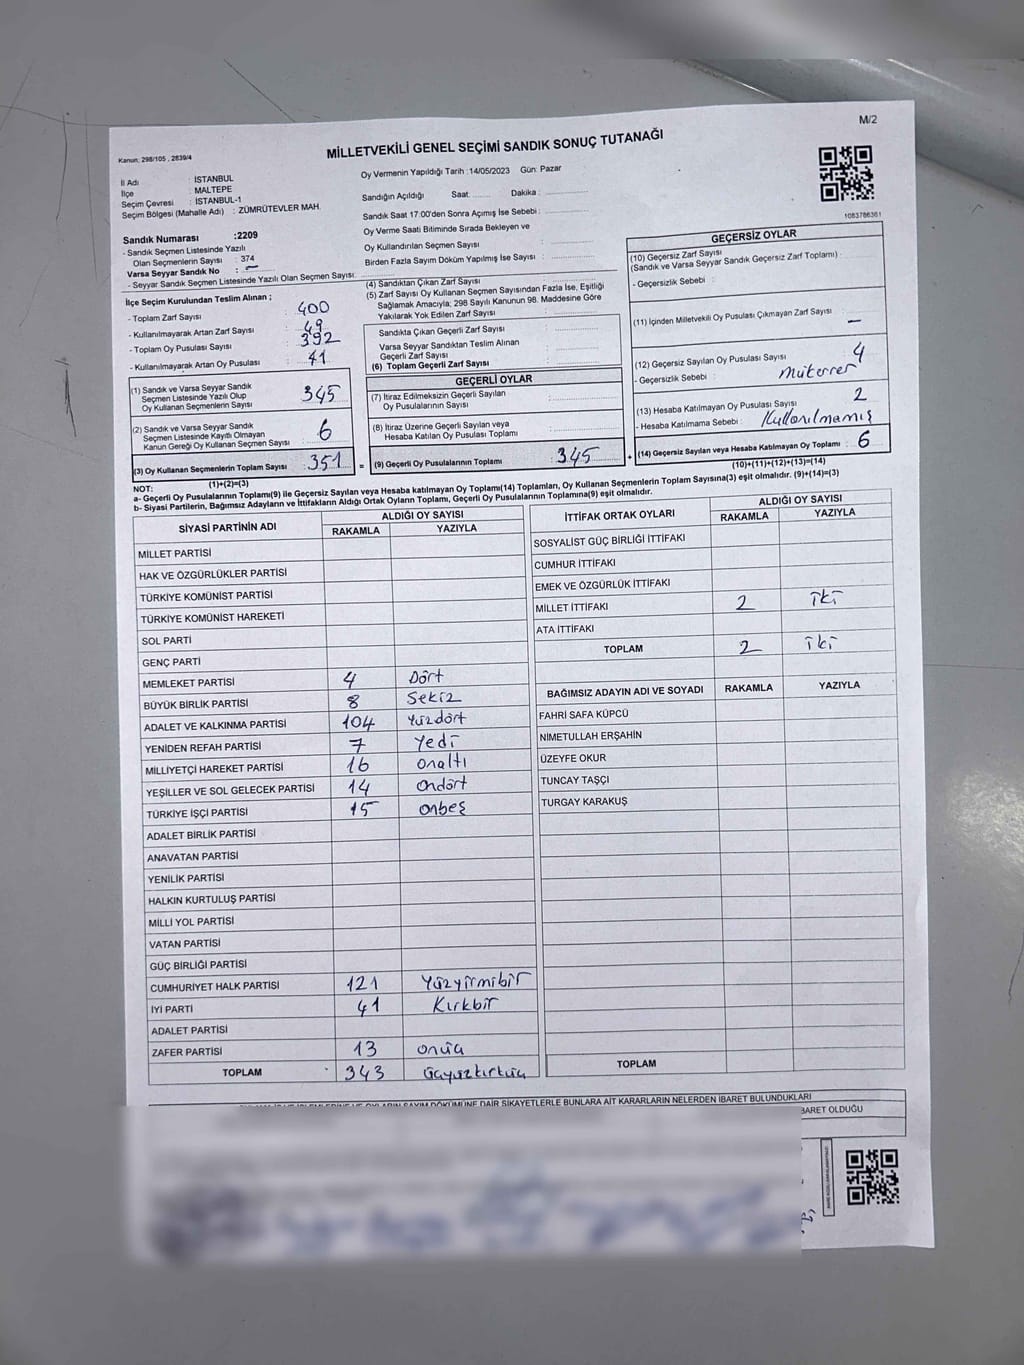 M/2
Kanun; 298/105 , 2839/4
MİLLETVEKİLİ GENEL SEÇİMİ SANDIK SONUÇ TUTANAĞI
İl Adı : İSTANBUL
İlçe : MALTEPE
Seçim Çevresi : İSTANBUL-1
Seçim Bölgesi (Mahalle Adı) : ZÜMRÜTEVLER MAH.
Sandık Numarası :2209
- Sandık Seçmen Listesinde Yazılı
Olan Seçmenlerin Sayısı : 374
Varsa Seyyar Sandık No : –
- Seyyar Sandık Seçmen Listesinde Yazılı Olan Seçmen Sayısı:
Oy Vermenin Yapıldığı Tarih :14/05/2023 Gün: Pazar
Sandığın Açıldığı Saat Dakika :
Sandık Saat 17:00'den Sonra Açımış İse Sebebi :
Oy Verme Saati Bitiminde Sırada Bekleyen ve
Oy Kullandırılan Seçmen Sayısı :
Birden Fazla Sayım Döküm Yapılmış İse Sayısı :
1083786361
İlçe Seçim Kurulundan Teslim Alınan ;
- Toplam Zarf Sayısı : 400
- Kullanılmayarak Artan Zarf Sayısı : 49
- Toplam Oy Pusulası Sayısı : 392
- Kullanılmayarak Artan Oy Pusulası : 41
(4) Sandıktan Çıkan Zarf Sayısı :
(5) Zarf Sayısı Oy Kullanan Seçmen Sayısından Fazla İse, Eşitliği
Sağlamak Amacıyla; 298 Sayılı Kanunun 98. Maddesine Göre
Yakılarak Yok Edilen Zarf Sayısı :
Sandıkta Çıkan Geçerli Zarf Sayısı :
Varsa Seyyar Sandıktan Teslim Alınan
Geçerli Zarf Sayısı :
(6) Toplam Geçerli Zarf Sayısı :
GEÇERSİZ OYLAR
(10) Geçersiz Zarf Sayısı
(Sandık ve Varsa Seyyar Sandık Geçersiz Zarf Toplamı) :
- Geçersizlik Sebebi :
(11) İçinden Milletvekili Oy Pusulası Çıkmayan Zarf Sayısı : –
(12) Geçersiz Sayılan Oy Pusulası Sayısı : 4
- Geçersizlik Sebebi : Mükerrer
(13) Hesaba Katılmayan Oy Pusulası Sayısı : 2
- Hesaba Katılmama Sebebi : Kullanılmamış
(14) Geçersiz Sayılan veya Hesaba Katılmayan Oy Toplamı : 6
(10)+(11)+(12)+(13)=(14)
(1) Sandık ve Varsa Seyyar Sandık
Seçmen Listesinde Yazılı Olup
Oy Kullanan Seçmenlerin Sayısı : 345
(2) Sandık ve Varsa Seyyar Sandık
Seçmen Listesinde Kayıtlı Olmayan
Kanun Gereği Oy Kullanan Seçmen Sayısı : 6
(3) Oy Kullanan Seçmenlerin Toplam Sayısı : 351
(1)+(2)=(3)
GEÇERLİ OYLAR
(7) İtiraz Edilmeksizin Geçerli Sayılan
Oy Pusulalarının Sayısı :
(8) İtiraz Üzerine Geçerli Sayılan veya
Hesaba Katılan Oy Pusulası Toplamı :
= (9) Geçerli Oy Pusulalarının Toplamı : 345 +
NOT:
a- Geçerli Oy Pusulalarının Toplamı(9) ile Geçersiz Sayılan veya Hesaba katılmayan Oy Pusulası Toplamı(14) Toplamları, Oy Kullanan Seçmenlerin Toplam Sayısına(3) eşit olmalıdır. (9)+(14)=(3)
b- Siyasi Partilerin, Bağımsız Adayların ve İttifakların Aldığı Ortak Oyların Toplamı, Geçerli Oy Pusulalarının Toplamına(9) eşit olmalıdır.
SİYASİ PARTİNİN ADI ALDIĞI OY SAYISI
RAKAMLA YAZIYLA
MİLLET PARTİSİ
HAK VE ÖZGÜRLÜKLER PARTİSİ
TÜRKİYE KOMÜNİST PARTİSİ
TÜRKİYE KOMÜNİST HAREKETİ
SOL PARTİ
GENÇ PARTİ
MEMLEKET PARTİSİ 4 Dört
BÜYÜK BİRLİK PARTİSİ 8 Sekiz
ADALET VE KALKINMA PARTİSİ 104 Yüzdört
YENİDEN REFAH PARTİSİ 7 Yedi
MİLLİYETÇİ HAREKET PARTİSİ 16 Onaltı
YEŞİLLER VE SOL GELECEK PARTİSİ 14 Ondört
TÜRKİYE İŞÇİ PARTİSİ 15 Onbeş
ADALET BİRLİK PARTİSİ
ANAVATAN PARTİSİ
YENİLİK PARTİSİ
HALKIN KURTULUŞ PARTİSİ
MİLLİ YOL PARTİSİ
VATAN PARTİSİ
GÜÇ BİRLİĞİ PARTİSİ
CUMHURİYET HALK PARTİSİ 121 Yüzyirmibir
İYİ PARTİ 41 Kırkbir
ADALET PARTİSİ
ZAFER PARTİSİ 13 Onüç
TOPLAM 343 Üçyüzkırküç
İTTİFAK ORTAK OYLARI ALDIĞI OY SAYISI
RAKAMLA YAZIYLA
SOSYALİST GÜÇ BİRLİĞİ İTTİFAKI
CUMHUR İTTİFAKI
EMEK VE ÖZGÜRLÜK İTTİFAKI
MİLLET İTTİFAKI 2 İki
ATA İTTİFAKI
TOPLAM 2 İki
BAĞIMSIZ ADAYIN ADI VE SOYADI RAKAMLA YAZIYLA
FAHRİ SAFA KÜPCÜ
NİMETULLAH ERŞAHİN
ÜZEYFE OKUR
TUNCAY TAŞÇI
TURGAY KARAKUŞ
TOPLAM
OYLARIN SAYIM DÖKÜMÜNE DAİR ŞİKAYETLERLE BUNLARA AİT KARARLARIN NELERDEN İBARET BULUNDUKLARI
İBARET OLDUĞU